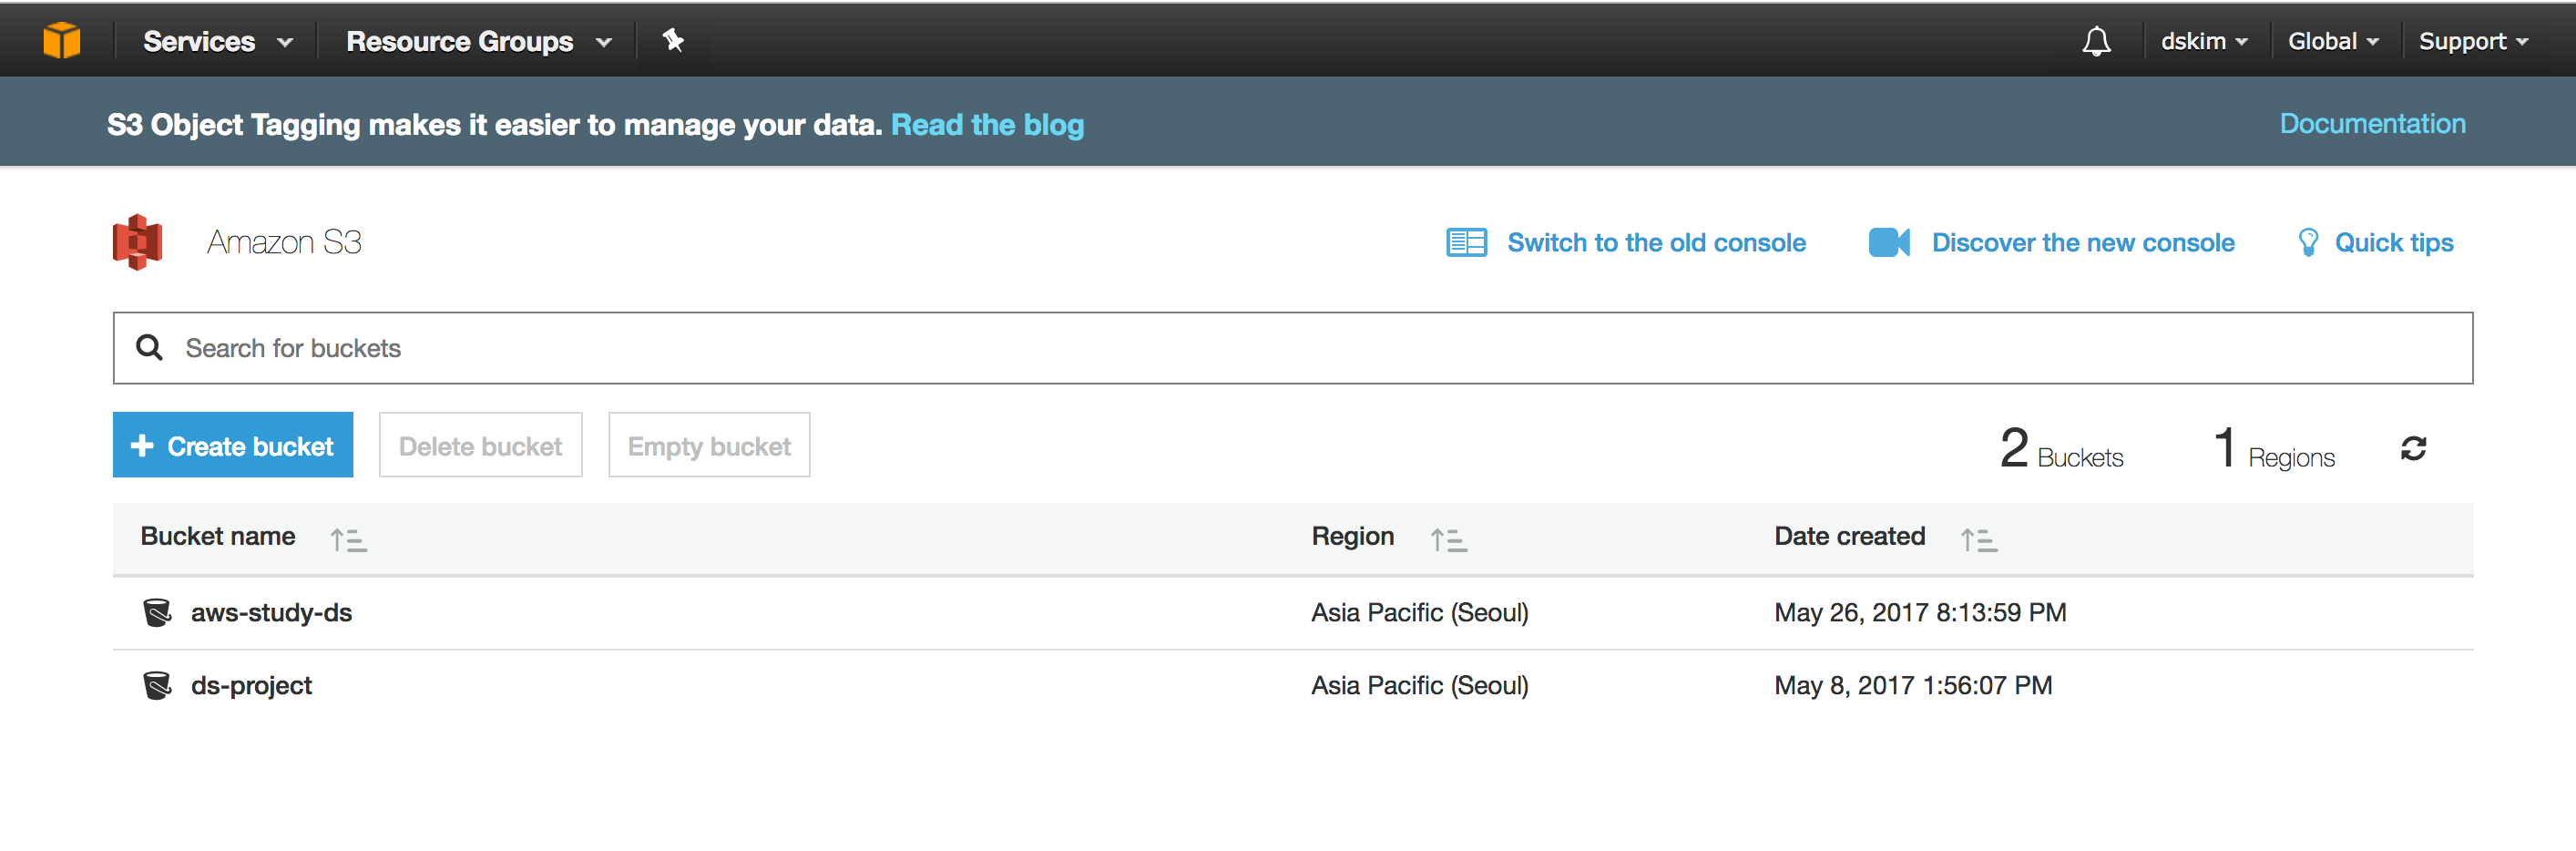 Services Resource Groups dskim Global Support
S3 Object Tagging makes it easier to manage your data. Read the blog Documentation
Amazon S3 Switch to the old console Discover the new console Quick tips
Search for buckets
Create bucket Delete bucket Empty bucket 2 Buckets 1 Regions
Bucket name Region Date created
aws-study-ds Asia Pacific (Seoul) May 26, 2017 8:13:59 PM
ds-project Asia Pacific (Seoul) May 8, 2017 1:56:07 PM